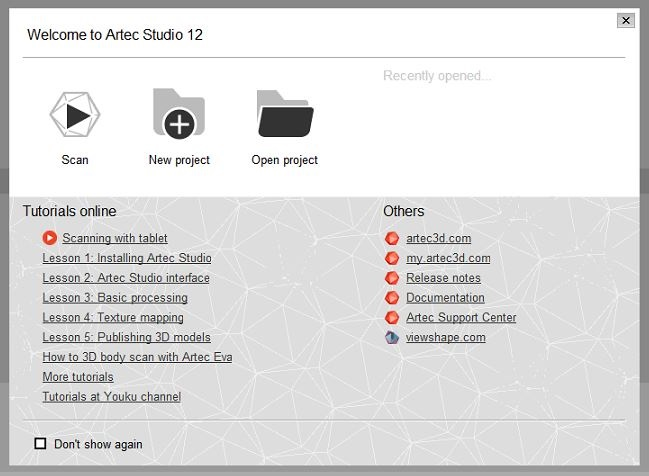 Welcome to Artec Studio 12
Recently opened...
Scan
New project
Open project
Tutorials online
Scanning with tablet
Lesson 1: Installing Artec Studio
Lesson 2: Artec Studio interface
Lesson 3: Basic processing
Lesson 4: Texture mapping
Lesson 5: Publishing 3D models
How to 3D body scan with Artec Eva
More tutorials
Tutorials at Youku channel
Others
artec3d.com
my.artec3d.com
Release notes
Documentation
Artec Support Center
viewshape.com
Don't show again